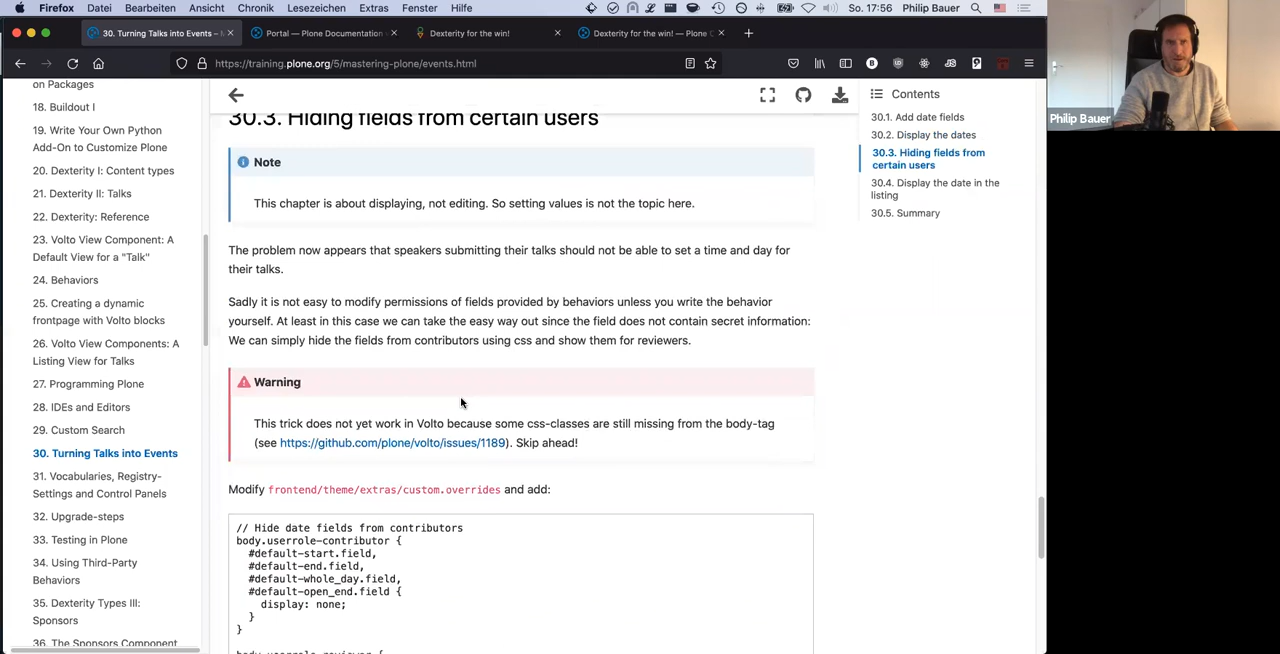 Firefox Datei Bearbeiten Ansicht Chronik Lesezeichen Extras Fenster Hilfe So. 17:56 Philip Bauer
30. Turning Talks into Events – M
Portal — Plone Documentation
Dexterity for the win!
Dexterity for the win! — Plone C
https://training.plone.org/5/mastering-plone/events.html
on Packages
18. Buildout I
19. Write Your Own Python
Add-On to Customize Plone
20. Dexterity I: Content types
21. Dexterity II: Talks
22. Dexterity: Reference
23. Volto View Component: A
Default View for a "Talk"
24. Behaviors
25. Creating a dynamic
frontpage with Volto blocks
26. Volto View Components: A
Listing View for Talks
27. Programming Plone
28. IDEs and Editors
29. Custom Search
30. Turning Talks into Events
31. Vocabularies, Registry-
Settings and Control Panels
32. Upgrade-steps
33. Testing in Plone
34. Using Third-Party
Behaviors
35. Dexterity Types III:
Sponsors
36. The Sponsors Component
30.3. Hiding fields from certain users
Note
This chapter is about displaying, not editing. So setting values is not the topic here.
The problem now appears that speakers submitting their talks should not be able to set a time and day for
their talks.
Sadly it is not easy to modify permissions of fields provided by behaviors unless you write the behavior
yourself. At least in this case we can take the easy way out since the field does not contain secret information:
We can simply hide the fields from contributors using css and show them for reviewers.
Warning
This trick does not yet work in Volto because some css-classes are still missing from the body-tag
(see https://github.com/plone/volto/issues/1189). Skip ahead!
Modify frontend/theme/extras/custom.overrides and add:
// Hide date fields from contributors
body.userrole-contributor {
#default-start.field,
#default-end.field,
#default-whole_day.field,
#default-open_end.field {
display: none;
}
}
body.userrole-reviewer {
Contents
30.1. Add date fields
30.2. Display the dates
30.3. Hiding fields from
certain users
30.4. Display the date in the
listing
30.5. Summary
Philip Bauer